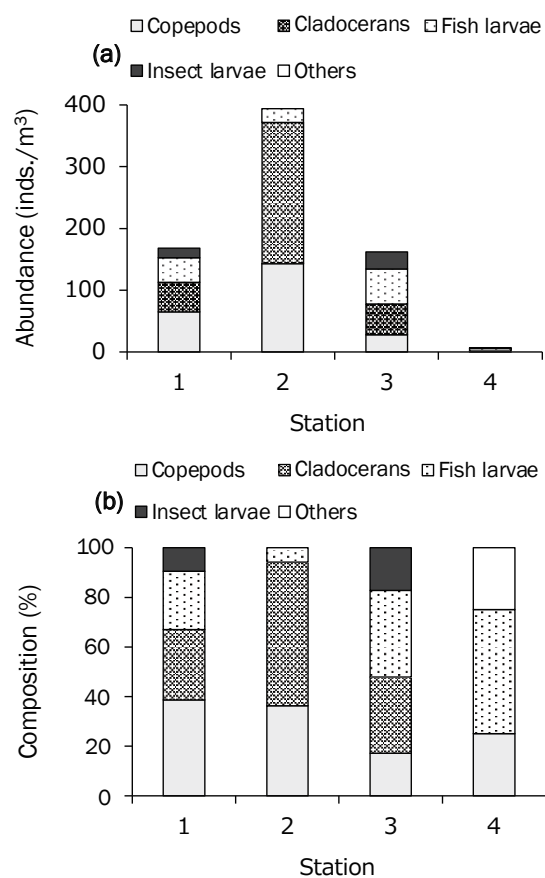 Copepods Cladocerans Fish larvae
(a)
Insect larvae Others
Abundance (inds./m³)
400
300
200
100
0
1 2 3 4
Station
Copepods Cladocerans Fish larvae
(b)
Insect larvae Others
Composition (%)
100
80
60
40
20
0
1 2 3 4
Station